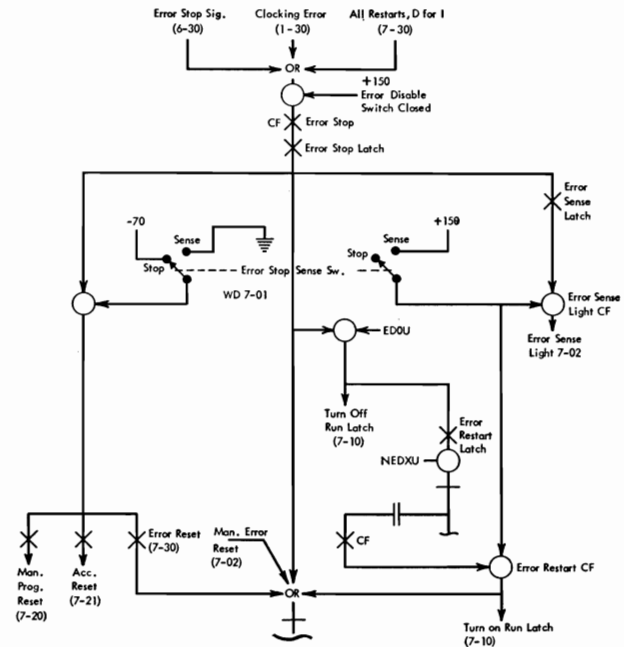 Error Stop Sig.
(6-30)
Clocking Error
(1-30)
All Restarts, D for I
(7-30)
OR
+150
Error Disable
Switch Closed
CF
Error Stop
Error Stop Latch
Error
Sense
Latch
-70
Sense
Stop
Error Stop Sense Sw.
WD 7-01
+150
Sense
Stop
Error Sense
Light CF
Error Sense
Light 7-02
ED0U
Turn Off
Run Latch
(7-10)
Error
Restart
Latch
NEDXU
CF
Error Restart CF
Man.
Prog.
Reset
(7-20)
Acc.
Reset
(7-21)
Error Reset
(7-30)
Man. Error
Reset
(7-02)
OR
Turn on Run Latch
(7-10)